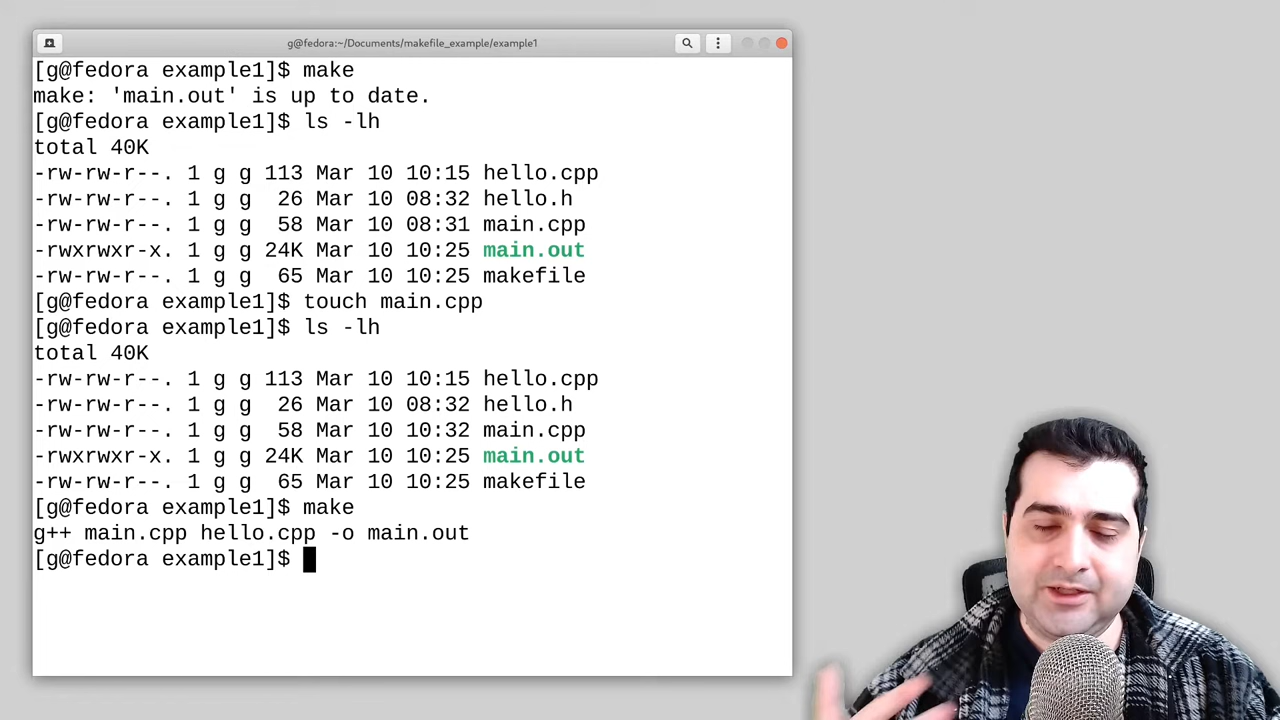 g@fedora:~/Documents/makefile_example/example1
[g@fedora example1]$ make
make: 'main.out' is up to date.
[g@fedora example1]$ ls -lh
total 40K
-rw-rw-r--. 1 g g 113 Mar 10 10:15 hello.cpp
-rw-rw-r--. 1 g g  26 Mar 10 08:32 hello.h
-rw-rw-r--. 1 g g  58 Mar 10 08:31 main.cpp
-rwxrwxr-x. 1 g g 24K Mar 10 10:25 main.out
-rw-rw-r--. 1 g g  65 Mar 10 10:25 makefile
[g@fedora example1]$ touch main.cpp
[g@fedora example1]$ ls -lh
total 40K
-rw-rw-r--. 1 g g 113 Mar 10 10:15 hello.cpp
-rw-rw-r--. 1 g g  26 Mar 10 08:32 hello.h
-rw-rw-r--. 1 g g  58 Mar 10 10:32 main.cpp
-rwxrwxr-x. 1 g g 24K Mar 10 10:25 main.out
-rw-rw-r--. 1 g g  65 Mar 10 10:25 makefile
[g@fedora example1]$ make
g++ main.cpp hello.cpp -o main.out
[g@fedora example1]$